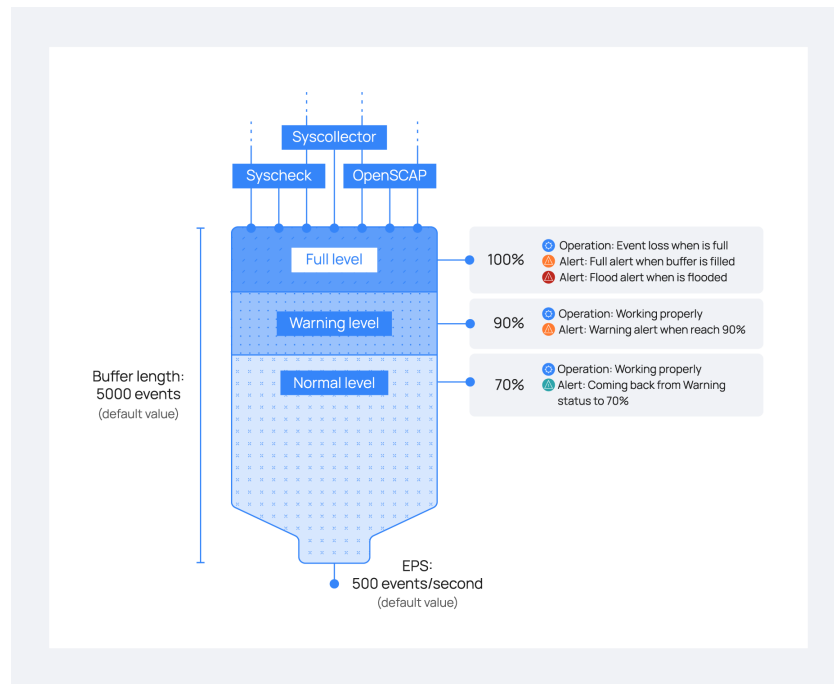 Syscollector
Syscheck
OpenSCAP
Full level
100%
Operation: Event loss when is full
Alert: Full alert when buffer is filled
Alert: Flood alert when is flooded
Warning level
90%
Operation: Working properly
Alert: Warning alert when reach 90%
Normal level
70%
Operation: Working properly
Alert: Coming back from Warning
status to 70%
Buffer length:
5000 events
(default value)
EPS:
500 events/second
(default value)